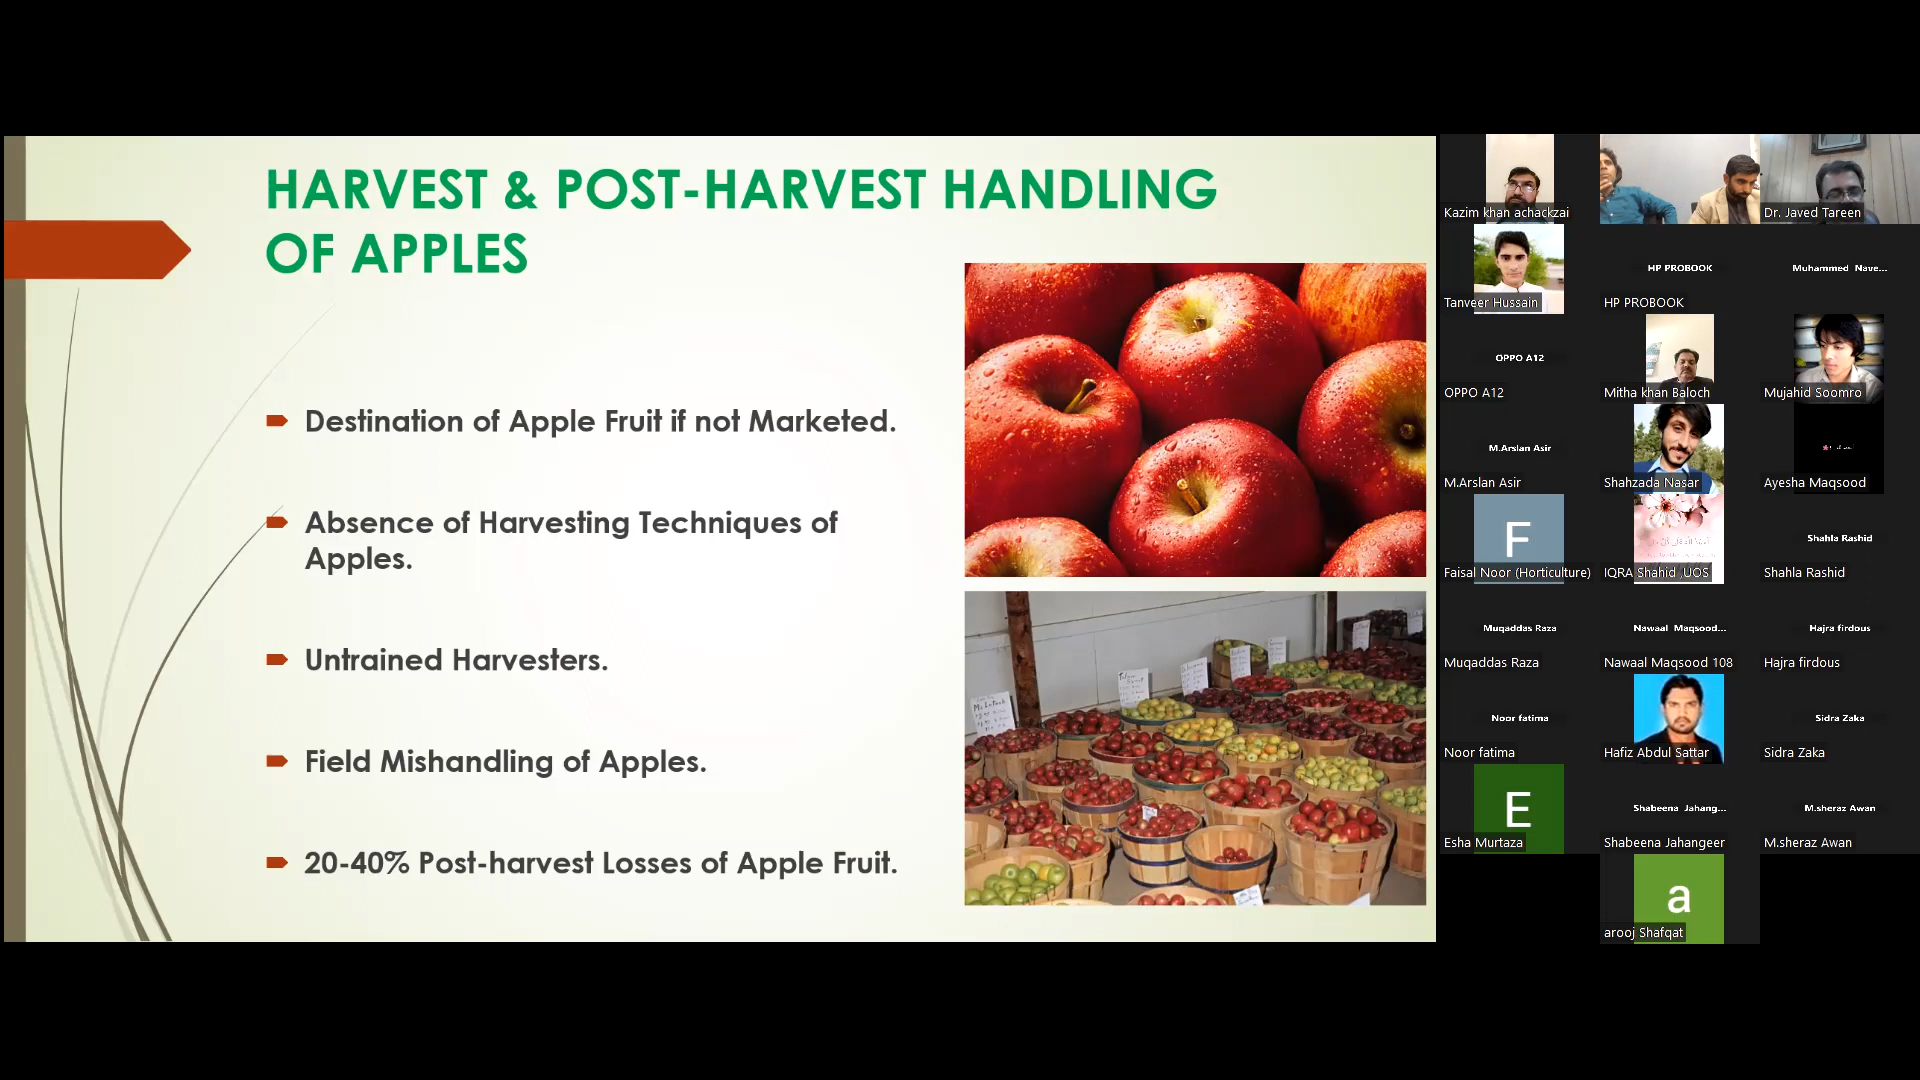 HARVEST & POST-HARVEST HANDLING
OF APPLES
Destination of Apple Fruit if not Marketed.
Absence of Harvesting Techniques of
Apples.
Untrained Harvesters.
Field Mishandling of Apples.
20-40% Post-harvest Losses of Apple Fruit.
Kazim khan achackzai
Dr. Javed Tareen
Tanveer Hussain
HP PROBOOK
HP PROBOOK
Muhammed Nave...
OPPO A12
OPPO A12
Mitha khan Baloch
Mujahid Soomro
M.Arslan Asir
M.Arslan Asir
Shahzada Nasar
Ayesha Maqsood
F
Faisal Noor (Horticulture)
IQRA Shahid ,UOS
Shahla Rashid
Shahla Rashid
Muqaddas Raza
Muqaddas Raza
Nawaal Maqsood...
Nawaal Maqsood 108
Hajra firdous
Hajra firdous
Noor fatima
Noor fatima
Hafiz Abdul Sattar
Sidra Zaka
Sidra Zaka
E
Esha Murtaza
Shabeena Jahang...
Shabeena Jahangeer
M.sheraz Awan
M.sheraz Awan
a
arooj Shafqat